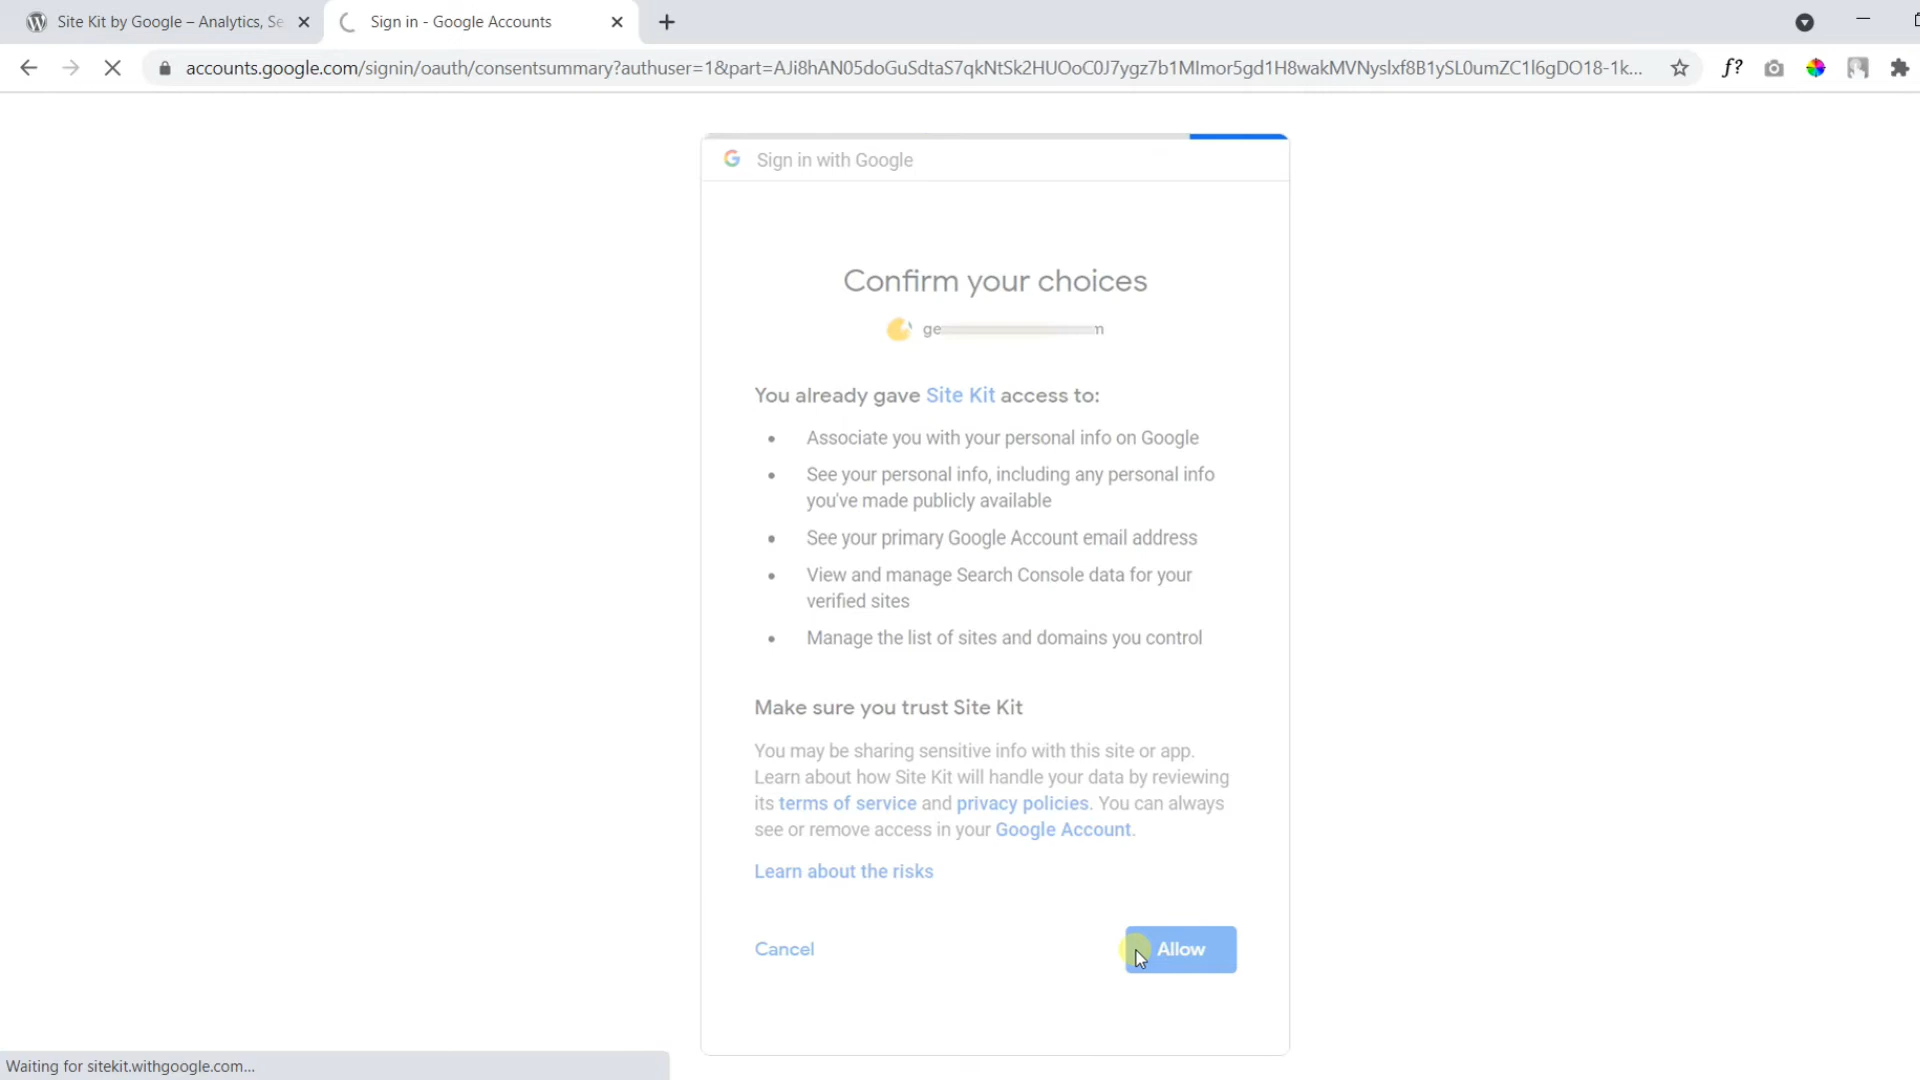 Site Kit by Google – Analytics, Se
Sign in - Google Accounts
accounts.google.com/signin/oauth/consentsummary?authuser=1&part=AJi8hAN05doGuSdtaS7qkNtSk2HUOoC0J7ygz7b1MImor5gd1H8wakMVNyslxf8B1ySL0umZC1l6gDO18-1k...
f?
Sign in with Google
Confirm your choices
ge
m
You already gave Site Kit access to:
• Associate you with your personal info on Google
• See your personal info, including any personal info
you've made publicly available
• See your primary Google Account email address
• View and manage Search Console data for your
verified sites
• Manage the list of sites and domains you control
Make sure you trust Site Kit
You may be sharing sensitive info with this site or app.
Learn about how Site Kit will handle your data by reviewing
its terms of service and privacy policies. You can always
see or remove access in your Google Account.
Learn about the risks
Cancel
Allow
Waiting for sitekit.withgoogle.com...